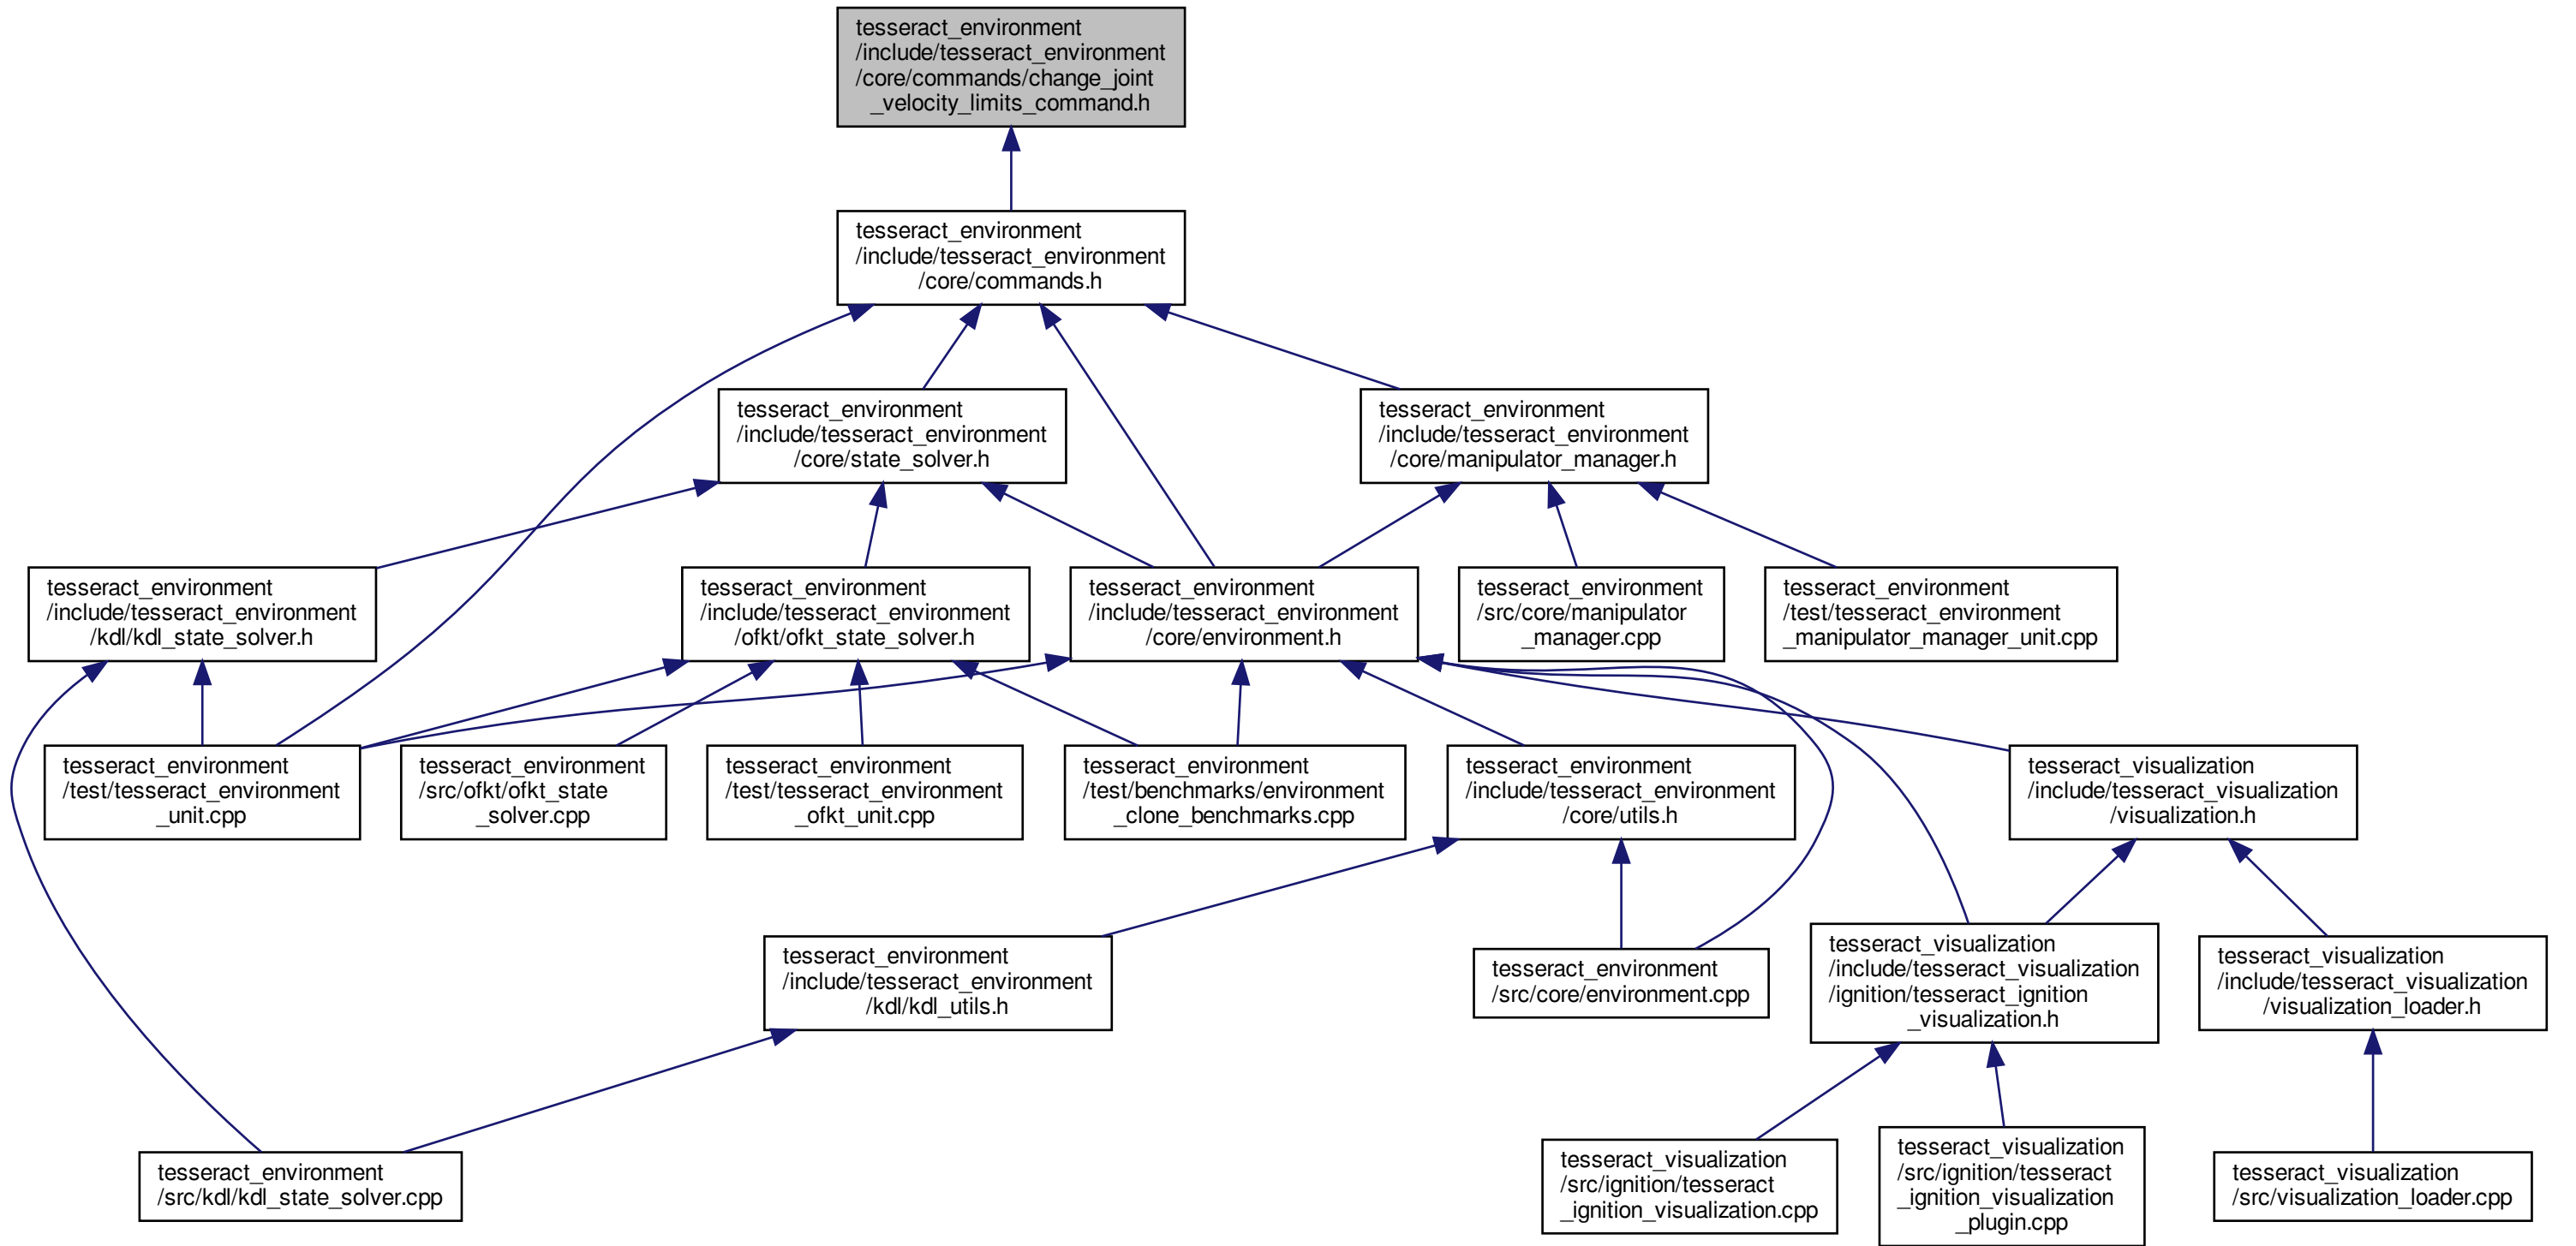 tesseract_environment
/include/tesseract_environment
/core/commands/change_joint
_velocity_limits_command.h
tesseract_environment
/include/tesseract_environment
/core/commands.h
tesseract_environment
/include/tesseract_environment
/core/state_solver.h
tesseract_environment
/include/tesseract_environment
/core/manipulator_manager.h
tesseract_environment
/include/tesseract_environment
/kdl/kdl_state_solver.h
tesseract_environment
/include/tesseract_environment
/ofkt/ofkt_state_solver.h
tesseract_environment
/include/tesseract_environment
/core/environment.h
tesseract_environment
/src/core/manipulator
_manager.cpp
tesseract_environment
/test/tesseract_environment
_manipulator_manager_unit.cpp
tesseract_environment
/test/tesseract_environment
_unit.cpp
tesseract_environment
/src/ofkt/ofkt_state
_solver.cpp
tesseract_environment
/test/tesseract_environment
_ofkt_unit.cpp
tesseract_environment
/test/benchmarks/environment
_clone_benchmarks.cpp
tesseract_environment
/include/tesseract_environment
/core/utils.h
tesseract_visualization
/include/tesseract_visualization
/visualization.h
tesseract_environment
/include/tesseract_environment
/kdl/kdl_utils.h
tesseract_environment
/src/core/environment.cpp
tesseract_visualization
/include/tesseract_visualization
/ignition/tesseract_ignition
_visualization.h
tesseract_visualization
/include/tesseract_visualization
/visualization_loader.h
tesseract_environment
/src/kdl/kdl_state_solver.cpp
tesseract_visualization
/src/ignition/tesseract
_ignition_visualization.cpp
tesseract_visualization
/src/ignition/tesseract
_ignition_visualization
_plugin.cpp
tesseract_visualization
/src/visualization_loader.cpp